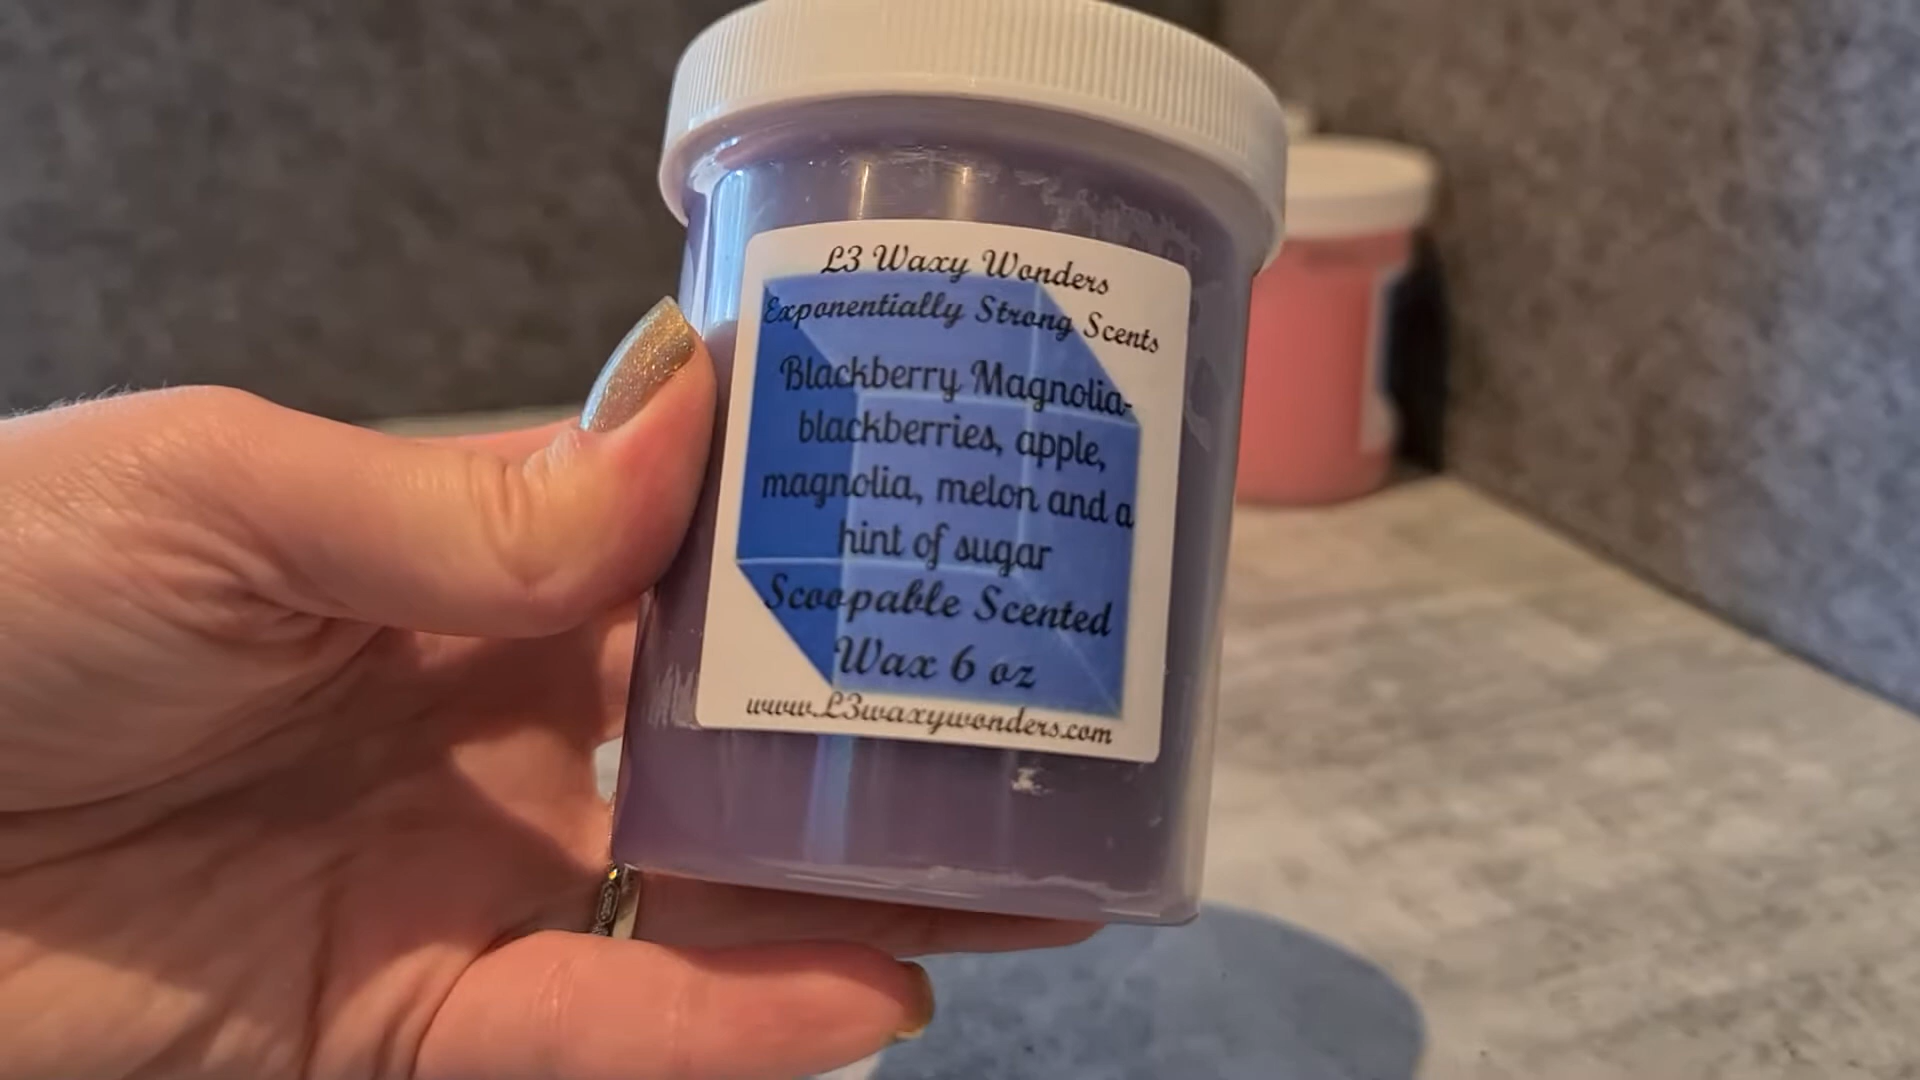 L3 Waxy Wonders
Exponentially Strong Scents
Blackberry Magnolia-
blackberries, apple,
magnolia, melon and a
hint of sugar
Scoopable Scented
Wax 6 oz
www.L3waxywonders.com